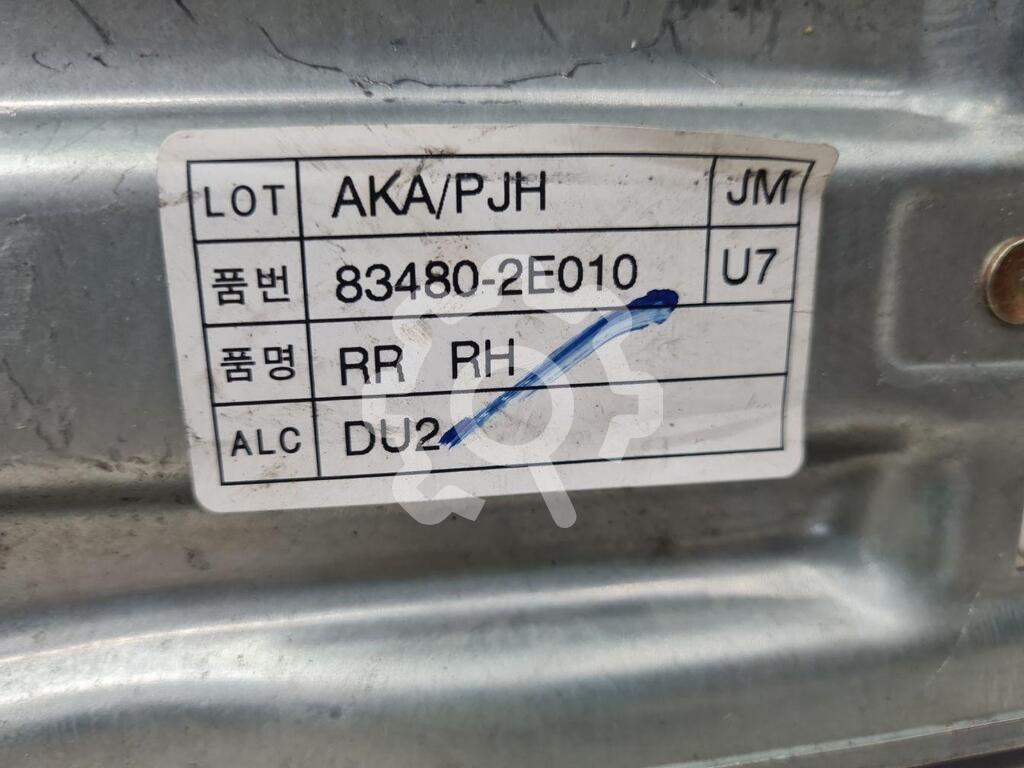 LOT AKA/PJH JM
품번 83480-2E010 U7
품명 RR RH
ALC DU2